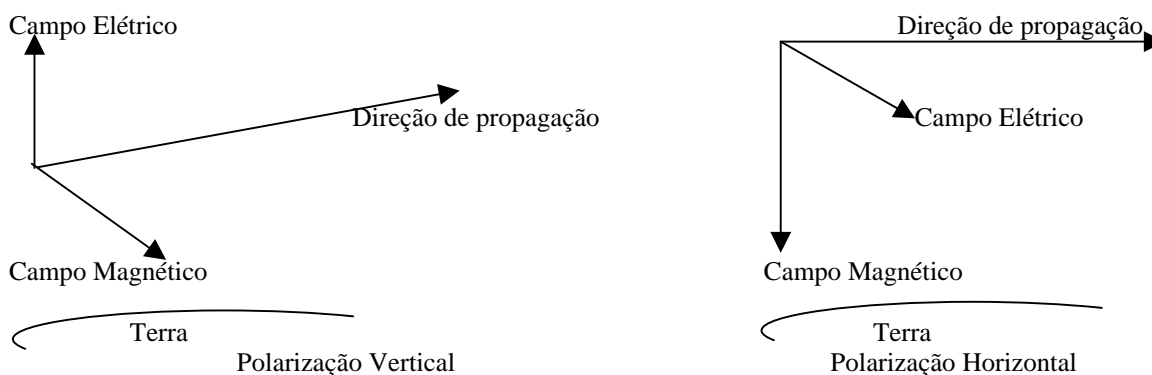 Campo Elétrico
Direção de propagação
Campo Magnético
Terra
Polarização Vertical
Direção de propagação
Campo Elétrico
Campo Magnético
Terra
Polarização Horizontal